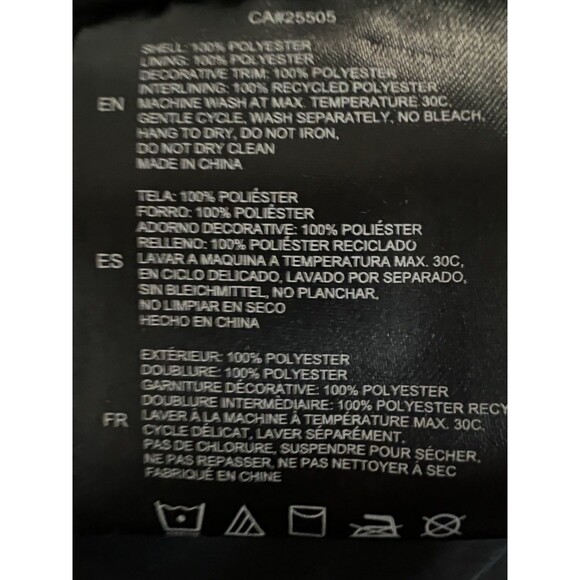 CA#25505
EN
SHELL: 100% POLYESTER
LINING: 100% POLYESTER
DECORATIVE TRIM: 100% POLYESTER
INTERLINING: 100% RECYCLED POLYESTER
MACHINE WASH AT MAX. TEMPERATURE 30C.
GENTLE CYCLE, WASH SEPARATELY, NO BLEACH,
HANG TO DRY, DO NOT IRON,
DO NOT DRY CLEAN
MADE IN CHINA
ES
TELA: 100% POLIÉSTER
FORRO: 100% POLIÉSTER
ADORNO DECORATIVE: 100% POLIÉSTER
RELLENO: 100% POLIÉSTER RECICLADO
LAVAR A MAQUINA A TEMPERATURA MAX. 30C,
EN CICLO DELICADO, LAVADO POR SEPARADO,
SIN BLEICHMITTEL, NO PLANCHAR,
NO LIMPIAR EN SECO
HECHO EN CHINA
FR
EXTÉRIEUR: 100% POLYESTER
DOUBLURE: 100% POLYESTER
GARNITURE DÉCORATIVE: 100% POLYESTER
DOUBLURE INTERMÉDIAIRE: 100% POLYESTER RECY
LAVER À LA MACHINE À TEMPÉRATURE MAX. 30C.
CYCLE DÉLICAT, LAVER SÉPARÉMENT,
PAS DE CHLORURE, SUSPENDRE POUR SÉCHER,
NE PAS REPASSER, NE PAS NETTOYER À SEC
FABRIQUÉ EN CHINE